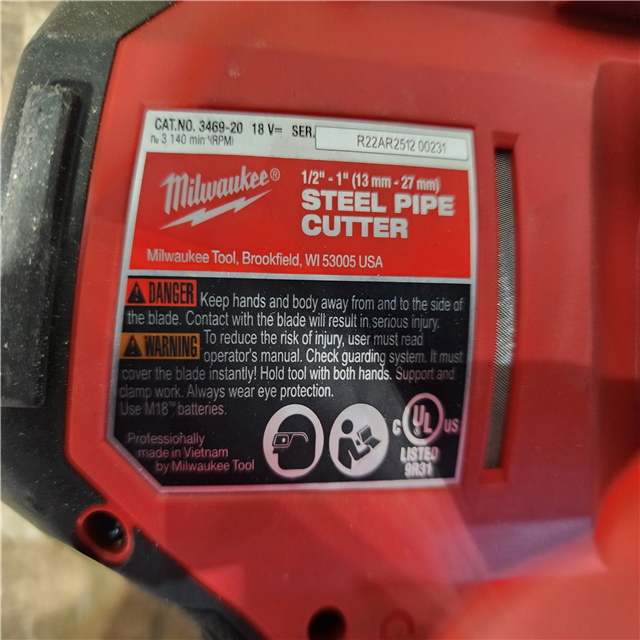 CAT.NO. 3469-20 18 V⎓ SER. R22AR2512 00231
n₀ 3 140 min⁻¹(RPM)
Milwaukee®
1/2" - 1" (13 mm - 27 mm)
STEEL PIPE
CUTTER
Milwaukee Tool, Brookfield, WI 53005 USA
DANGER Keep hands and body away from and to the side of
the blade. Contact with the blade will result in serious injury.
WARNING To reduce the risk of injury, user must read
operator's manual. Check guarding system. It must
cover the blade instantly! Hold tool with both hands. Support and
clamp work. Always wear eye protection.
Use M18™ batteries.
Professionally
made in Vietnam
by Milwaukee Tool
C UL US
LISTED
9R31